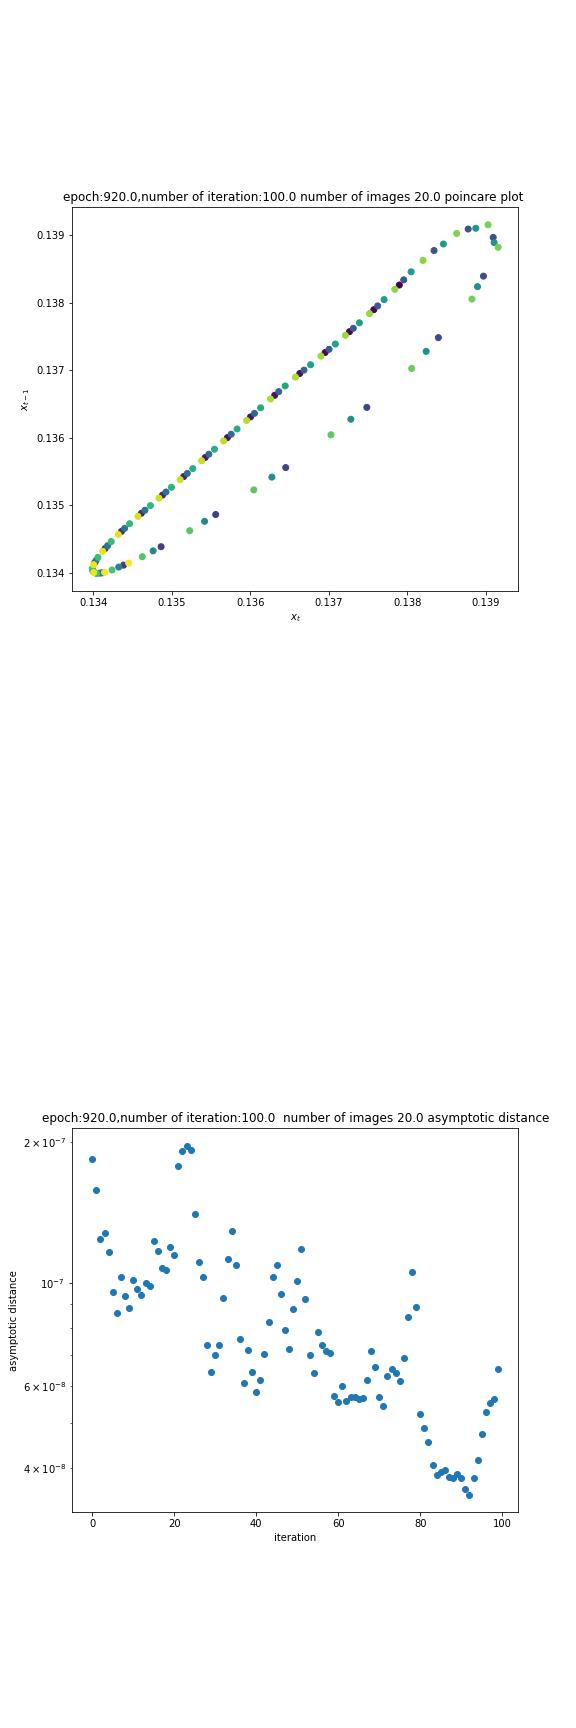 epoch:920.0,number of iteration:100.0 number of images 20.0 poincare plot
0.139
0.138
0.137
0.136
0.135
0.134
x_{t-1}
0.134 0.135 0.136 0.137 0.138 0.139
x_t
epoch:920.0,number of iteration:100.0  number of images 20.0 asymptotic distance
2 × 10⁻⁷
10⁻⁷
6 × 10⁻⁸
4 × 10⁻⁸
asymptotic distance
0 20 40 60 80 100
iteration